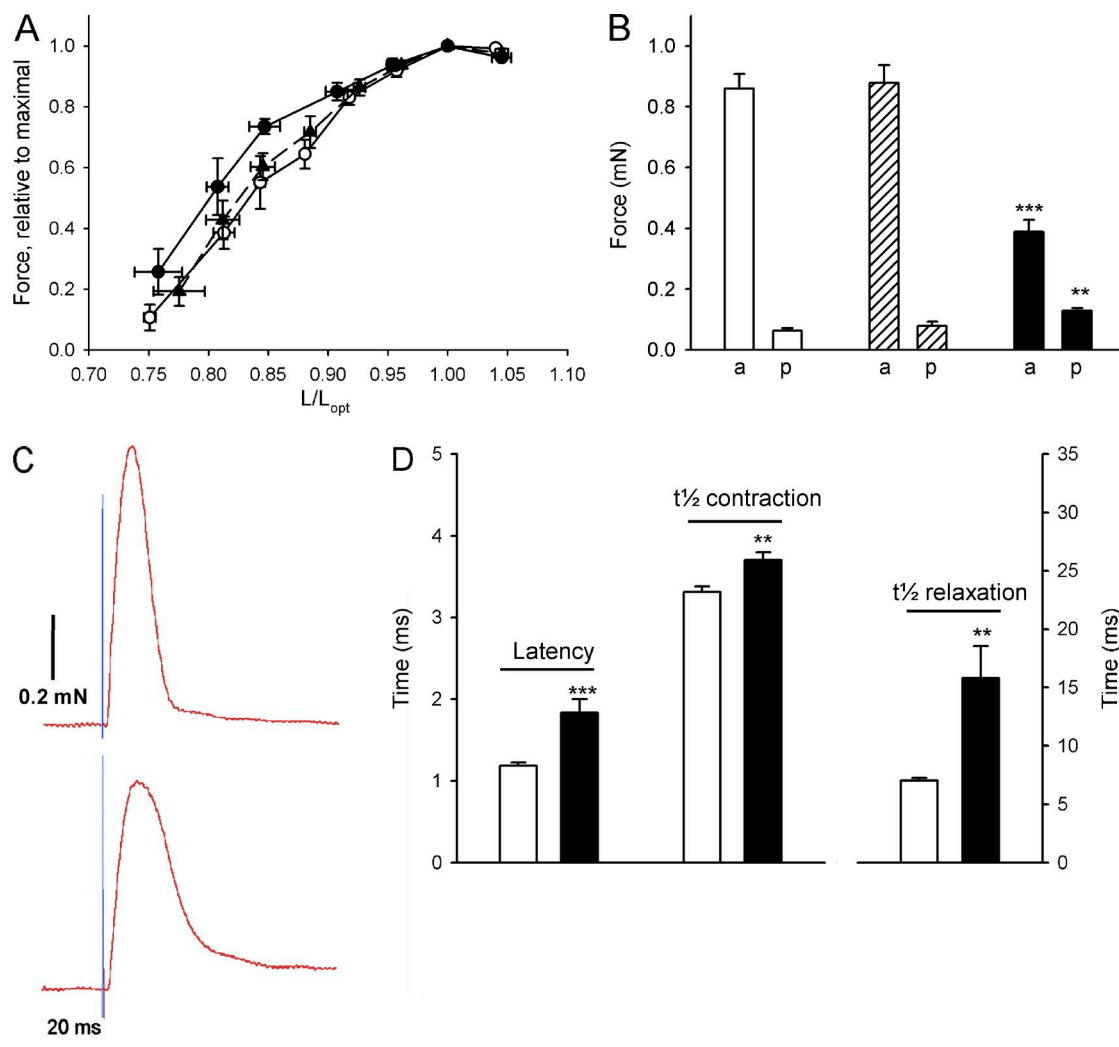 A
Force, relative to maximal
1.0
0.8
0.6
0.4
0.2
0.0
0.70 0.75 0.80 0.85 0.90 0.95 1.00 1.05 1.10
L/Lopt
B
Force (mN)
1.0
0.8
0.6
0.4
0.2
0.0
***
**
a p a p a p
C
0.2 mN
20 ms
D
Time (ms)
5
4
3
2
1
0
Latency
***
t½ contraction
**
t½ relaxation
**
35
30
25
20
15
10
5
0
Time (ms)